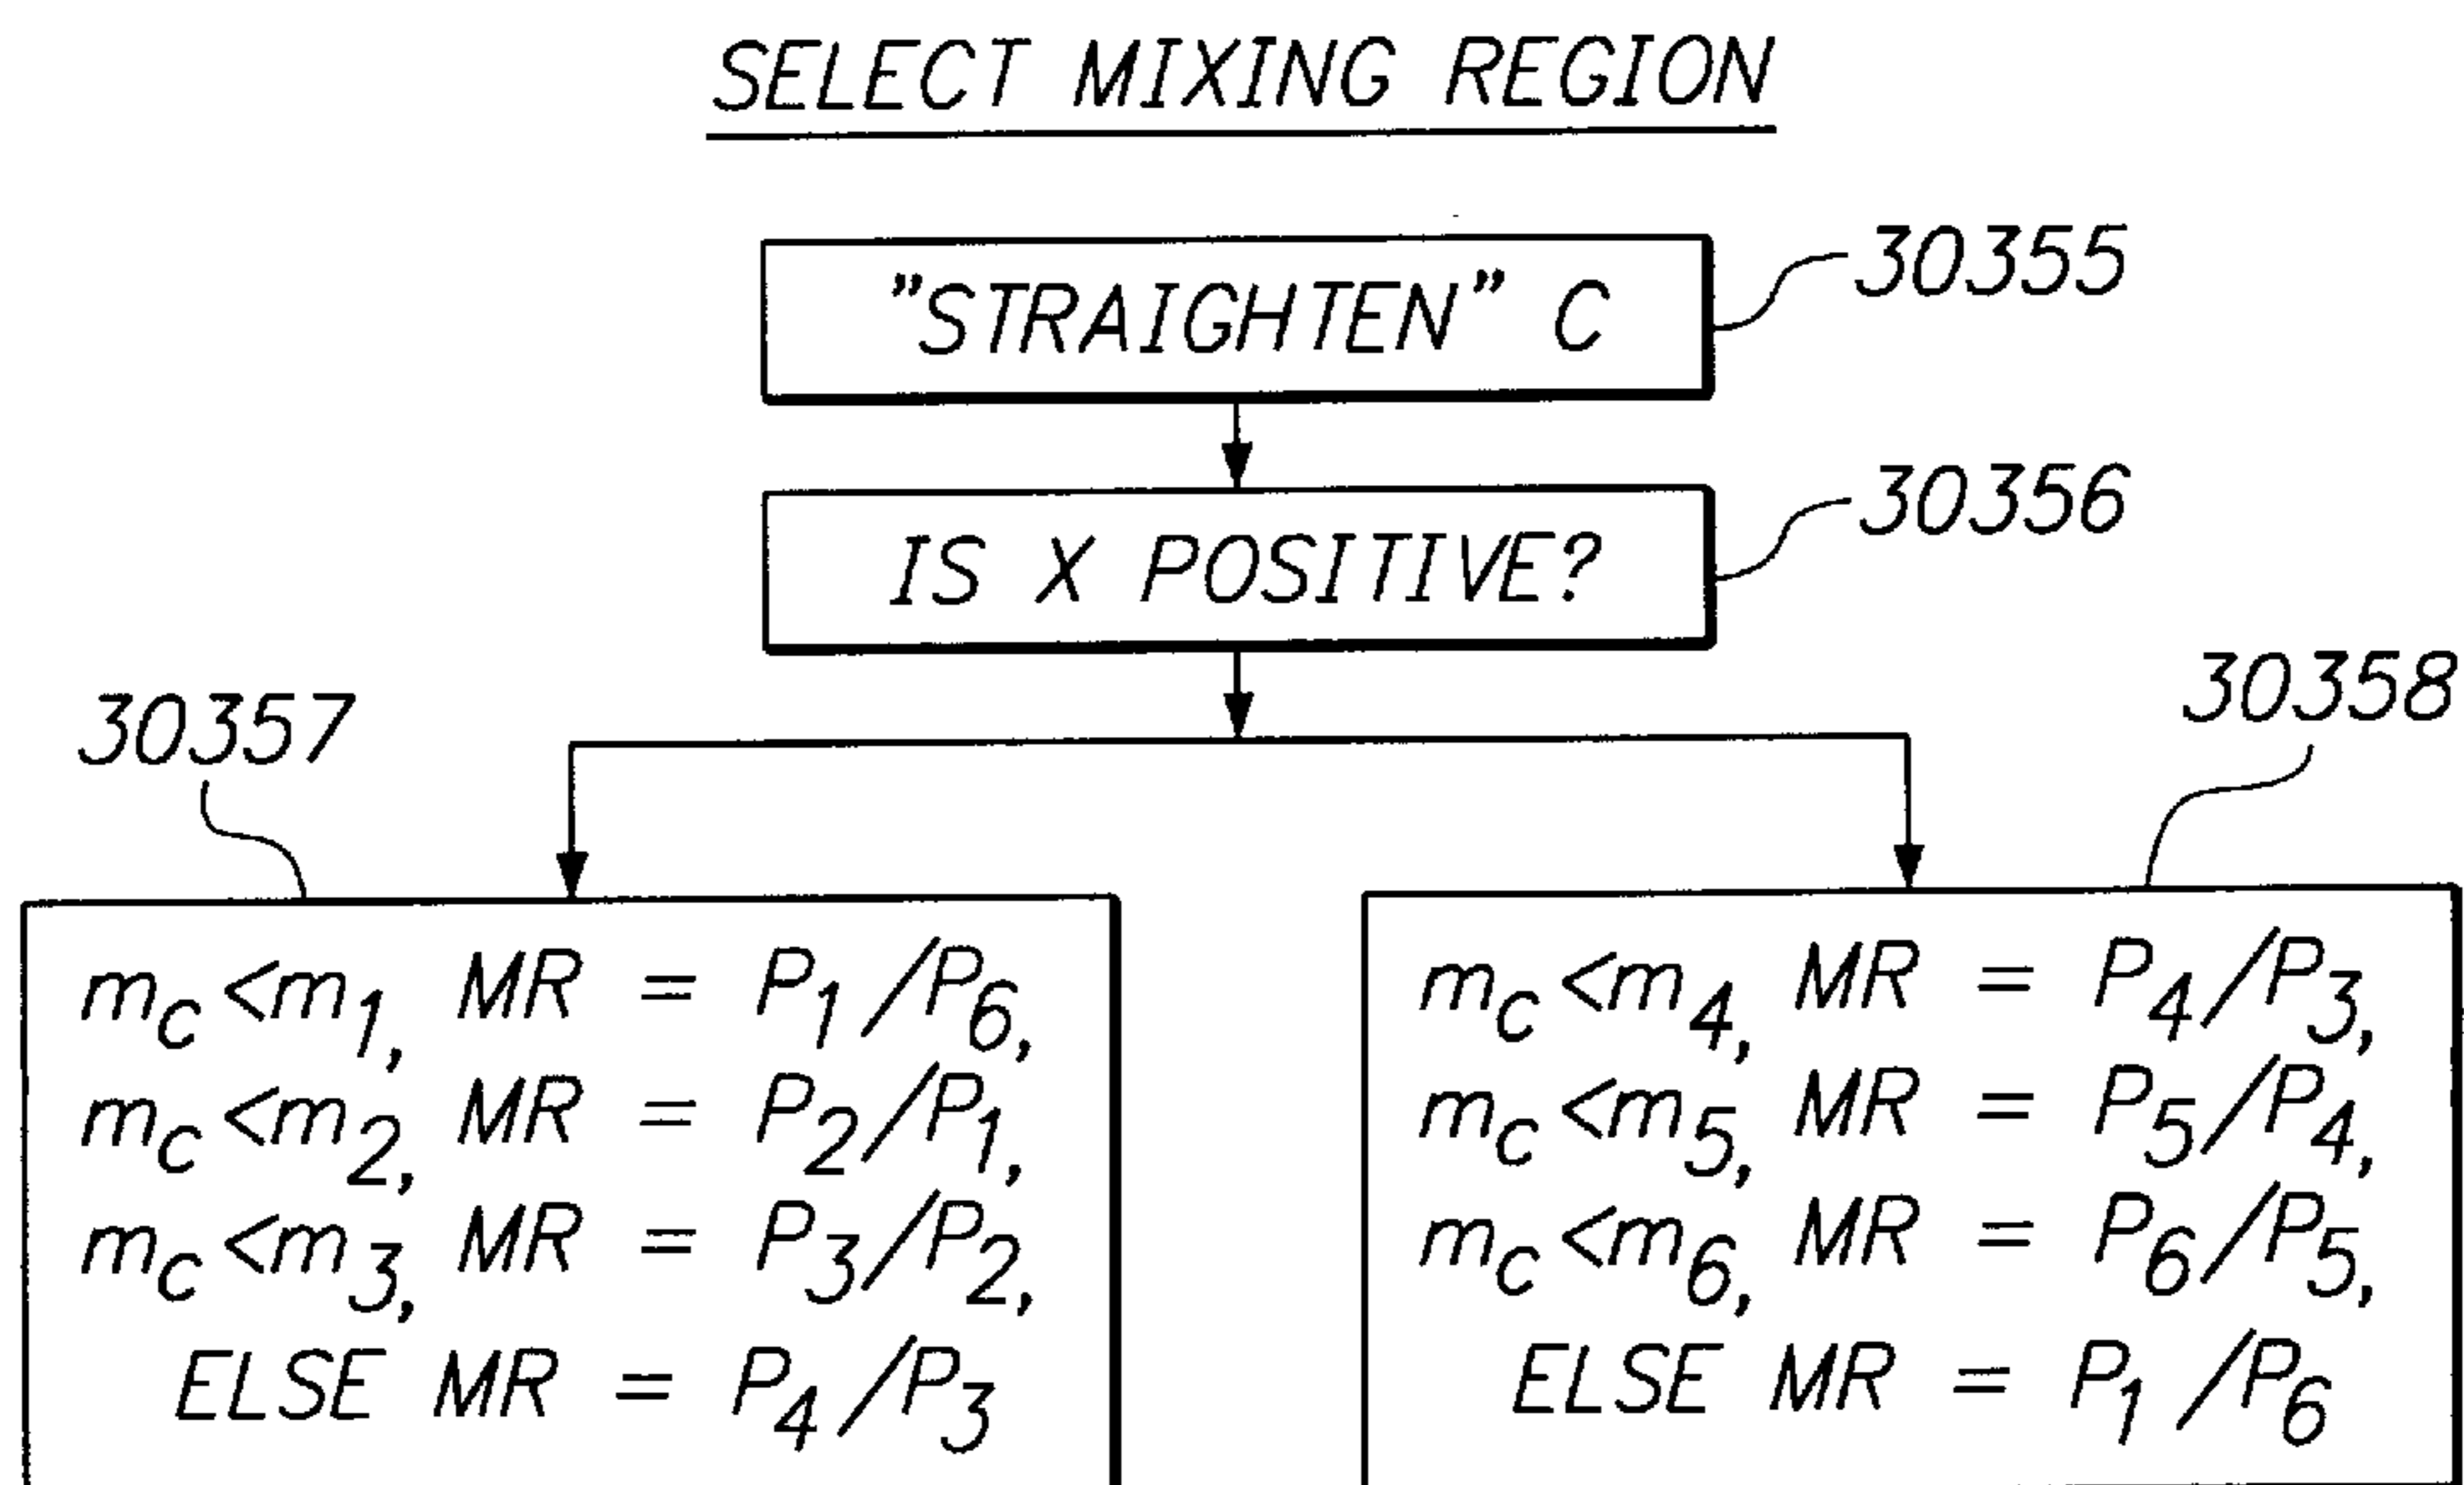 SELECT MIXING REGION
"STRAIGHTEN" C
30355
IS X POSITIVE?
30356
30357
m_c <m_1, MR = P_1/P_6,
m_c <m_2, MR = P_2/P_1,
m_c <m_3, MR = P_3/P_2,
ELSE MR = P_4/P_3
30358
m_c <m_4, MR = P_4/P_3,
m_c <m_5, MR = P_5/P_4,
m_c <m_6, MR = P_6/P_5,
ELSE MR = P_1/P_6